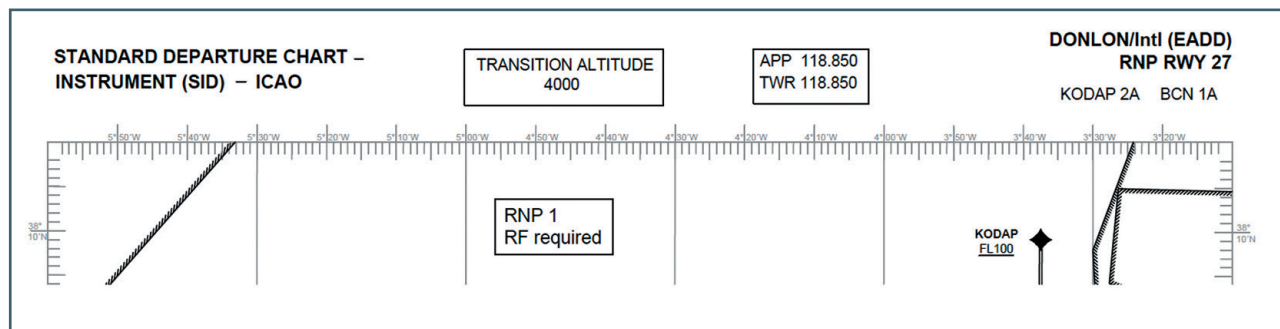 STANDARD DEPARTURE CHART –
INSTRUMENT (SID) – ICAO
TRANSITION ALTITUDE
4000
APP 118.850
TWR 118.850
DONLON/Intl (EADD)
RNP RWY 27
KODAP 2A BCN 1A
5°50'W 5°40'W 5°30'W 5°20'W 5°10'W 5°00'W 4°50'W 4°40'W 4°30'W 4°20'W 4°10'W 4°00'W 3°50'W 3°40'W 3°30'W 3°20'W
RNP 1
RF required
38°
10'N
KODAP
FL100
38°
10'N